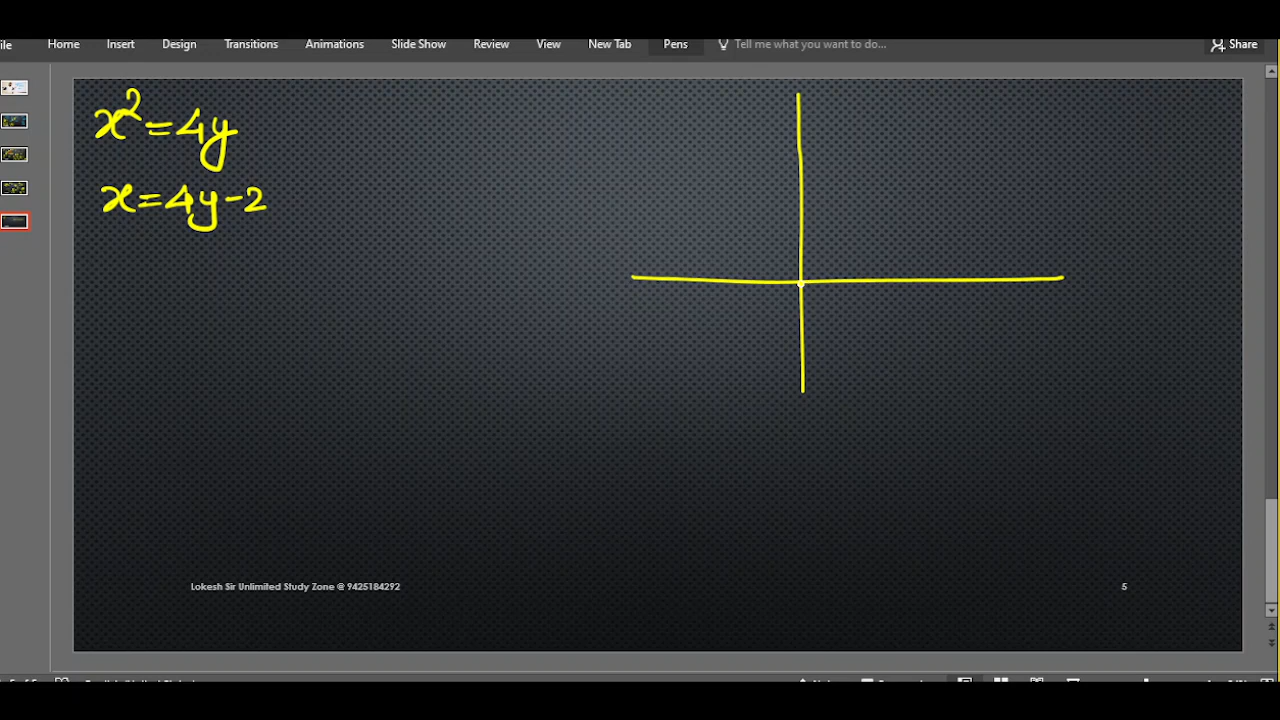 ile Home Insert Design Transitions Animations Slide Show Review View New Tab Pens Tell me what you want to do... Share
x² = 4y
x = 4y - 2
Lokesh Sir Unlimited Study Zone @ 9425184292 5